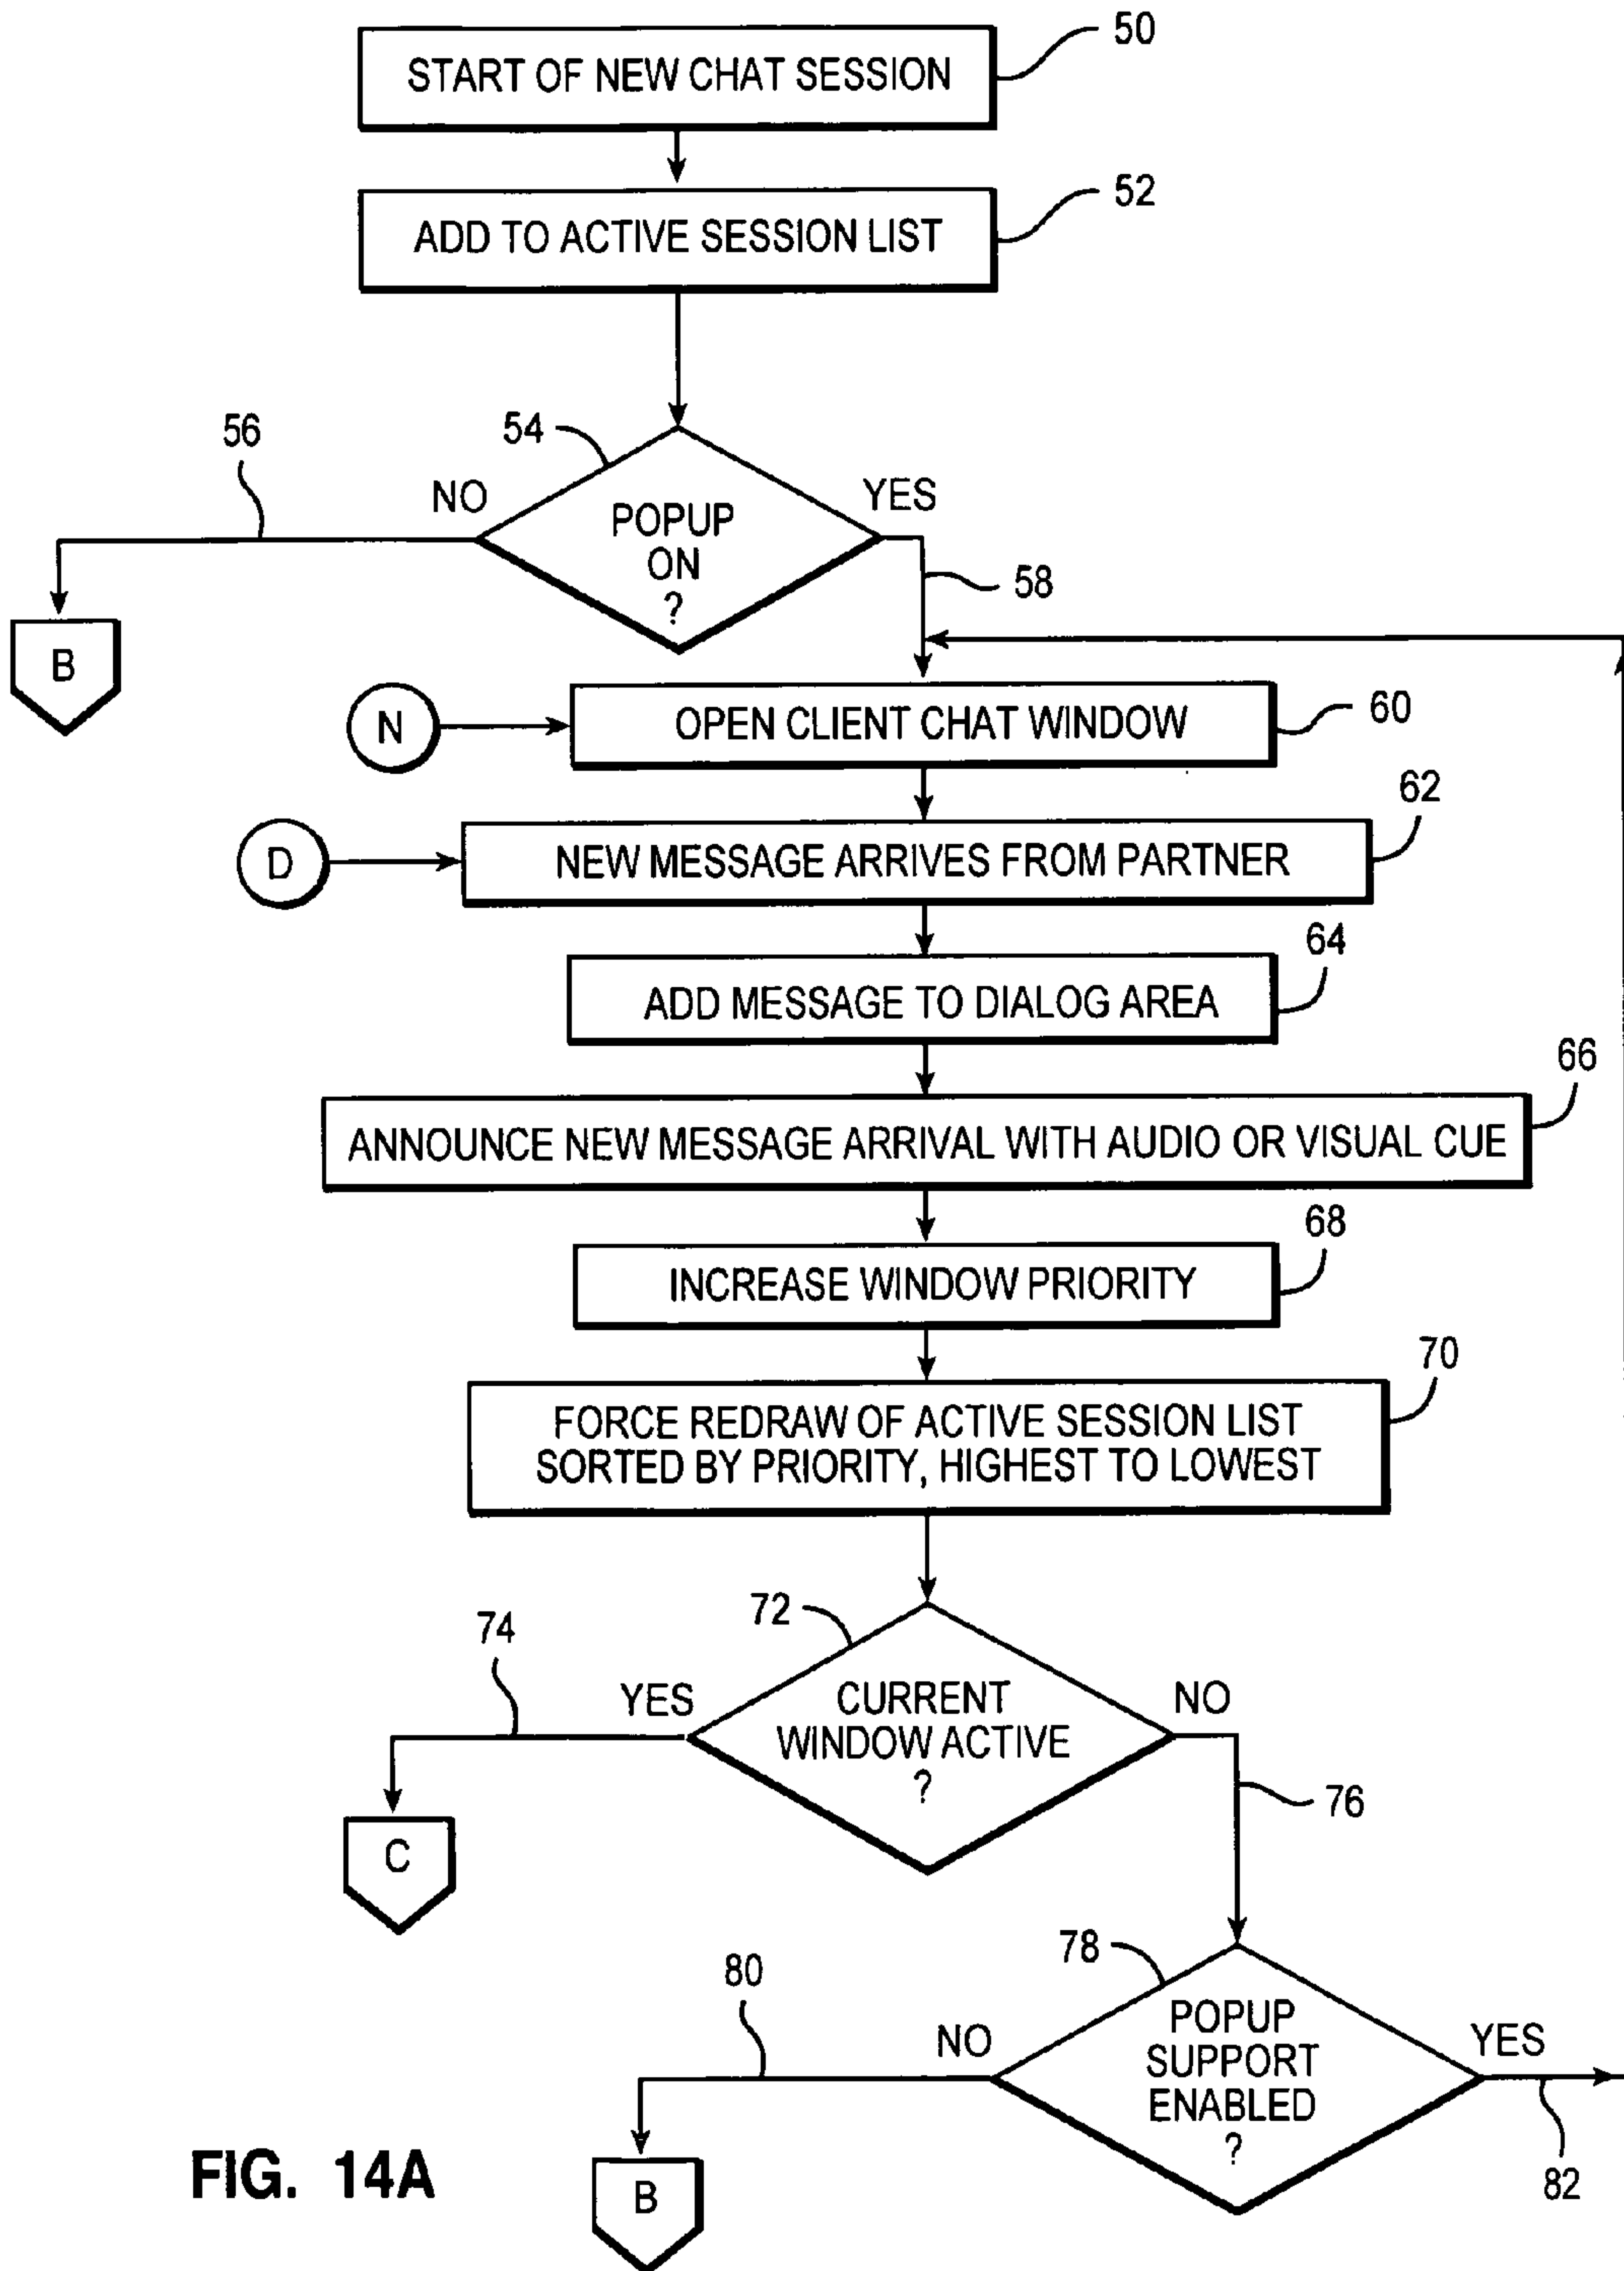 50
START OF NEW CHAT SESSION
52
ADD TO ACTIVE SESSION LIST
56
54
NO
YES
POPUP
ON
?
58
B
N
OPEN CLIENT CHAT WINDOW
60
62
D
NEW MESSAGE ARRIVES FROM PARTNER
64
ADD MESSAGE TO DIALOG AREA
66
ANNOUNCE NEW MESSAGE ARRIVAL WITH AUDIO OR VISUAL CUE
68
INCREASE WINDOW PRIORITY
70
FORCE REDRAW OF ACTIVE SESSION LIST
SORTED BY PRIORITY, HIGHEST TO LOWEST
74
72
YES
NO
CURRENT
WINDOW ACTIVE
?
76
C
80
78
NO
YES
POPUP
SUPPORT
ENABLED
?
82
B
FIG. 14A